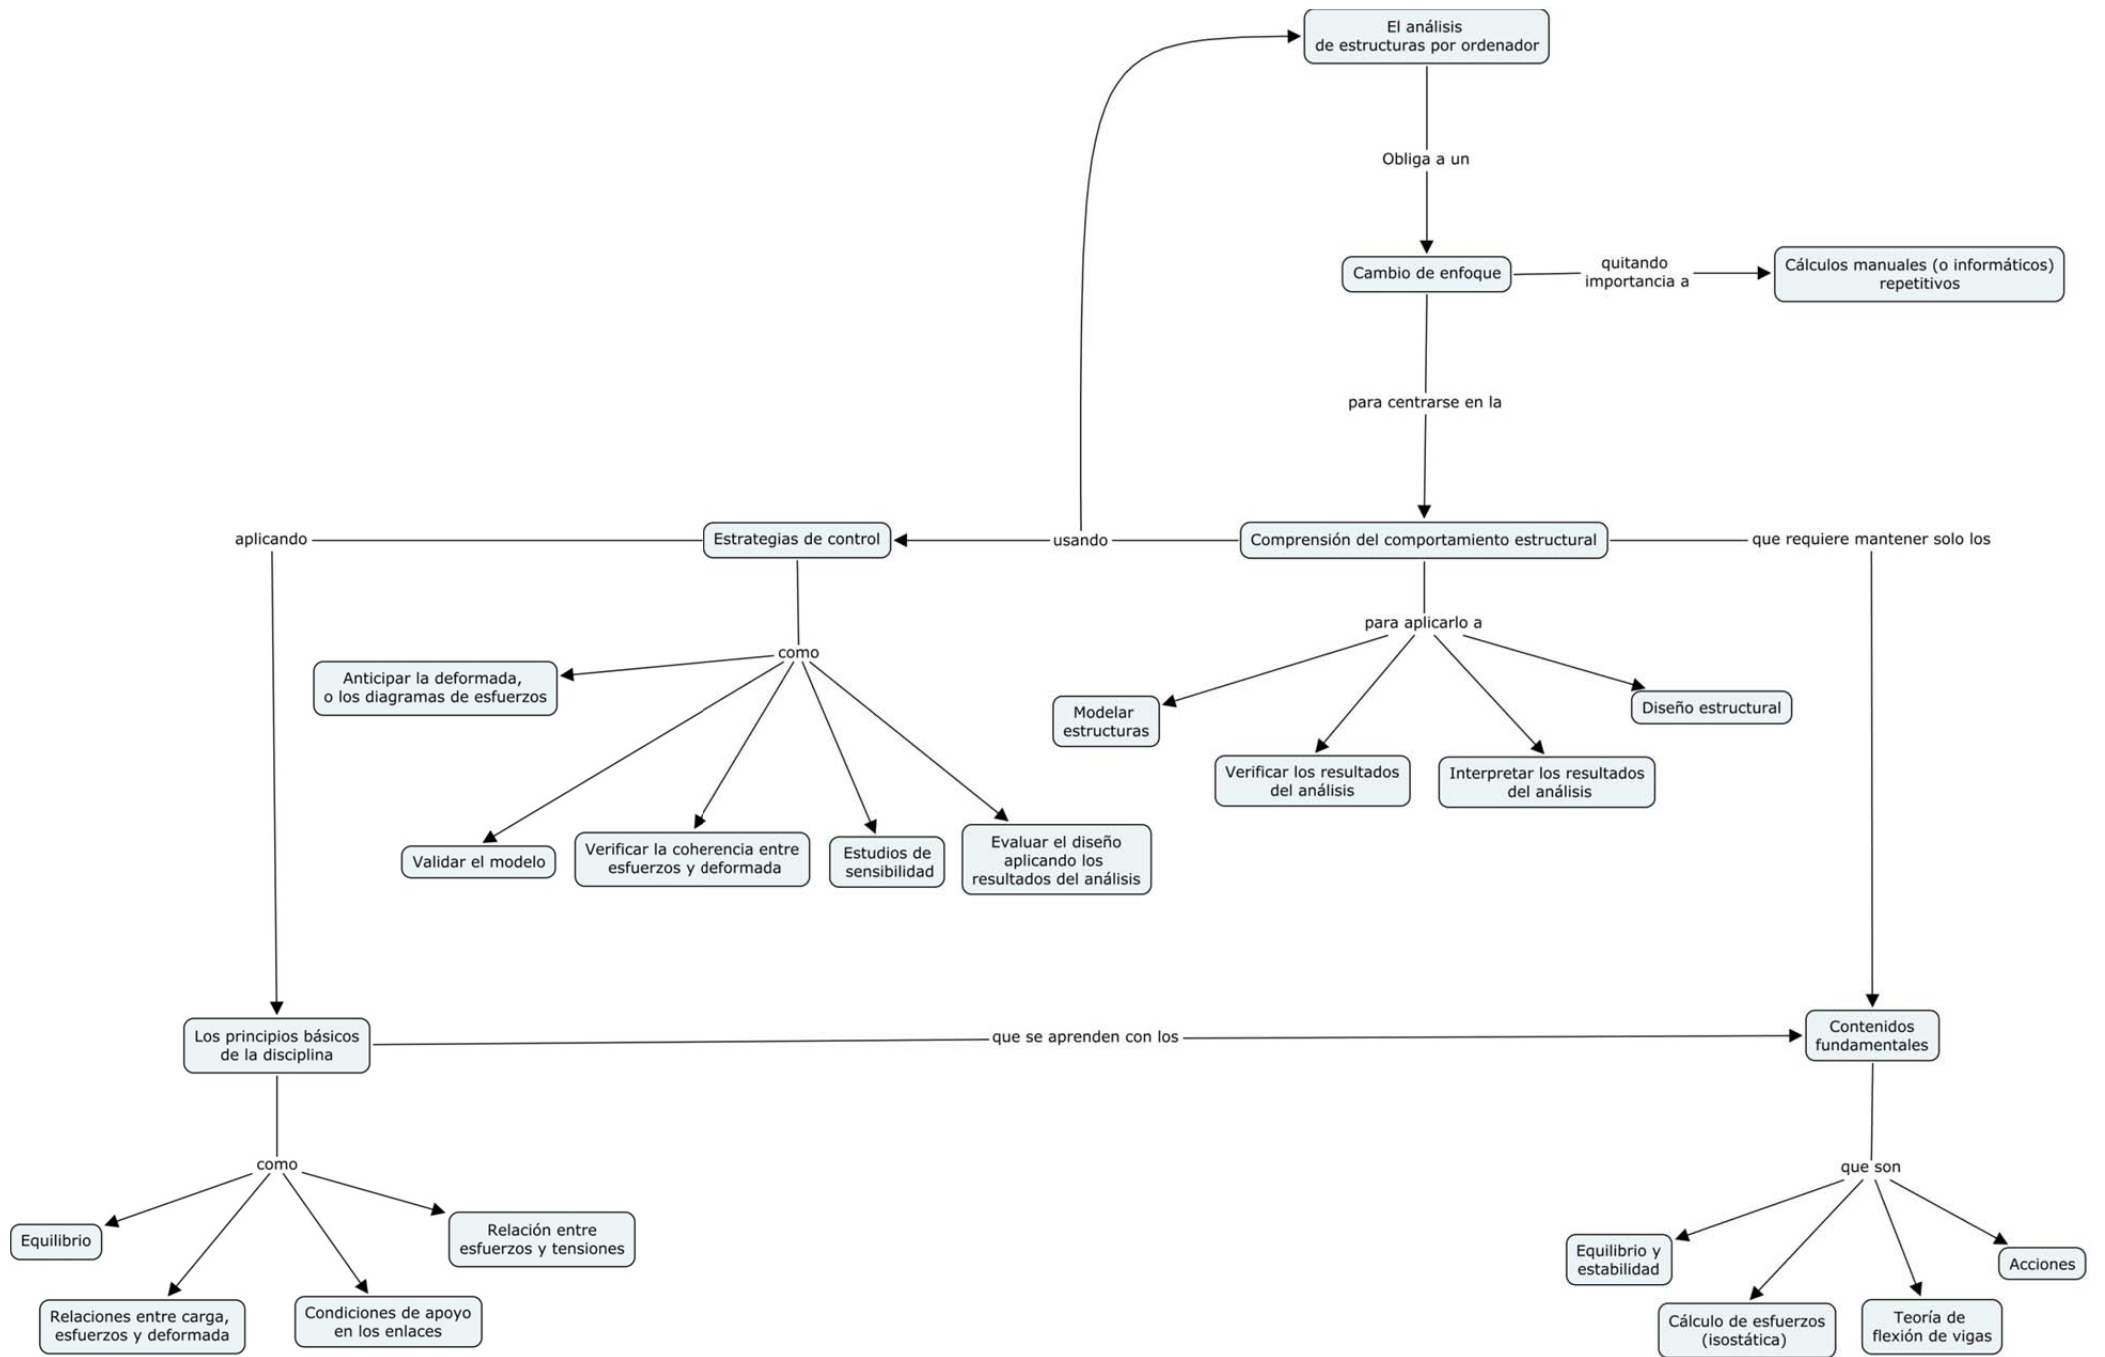 El análisis
de estructuras por ordenador
Obliga a un
Cambio de enfoque
quitando
importancia a
Cálculos manuales (o informáticos)
repetitivos
para centrarse en la
aplicando
Estrategias de control
usando
Comprensión del comportamiento estructural
que requiere mantener solo los
como
para aplicarlo a
Anticipar la deformada,
o los diagramas de esfuerzos
Modelar
estructuras
Diseño estructural
Verificar los resultados
del análisis
Interpretar los resultados
del análisis
Validar el modelo
Verificar la coherencia entre
esfuerzos y deformada
Estudios de
sensibilidad
Evaluar el diseño
aplicando los
resultados del análisis
Los principios básicos
de la disciplina
que se aprenden con los
Contenidos
fundamentales
como
que son
Equilibrio
Relación entre
esfuerzos y tensiones
Relaciones entre carga,
esfuerzos y deformada
Condiciones de apoyo
en los enlaces
Equilibrio y
estabilidad
Acciones
Cálculo de esfuerzos
(isostática)
Teoría de
flexión de vigas